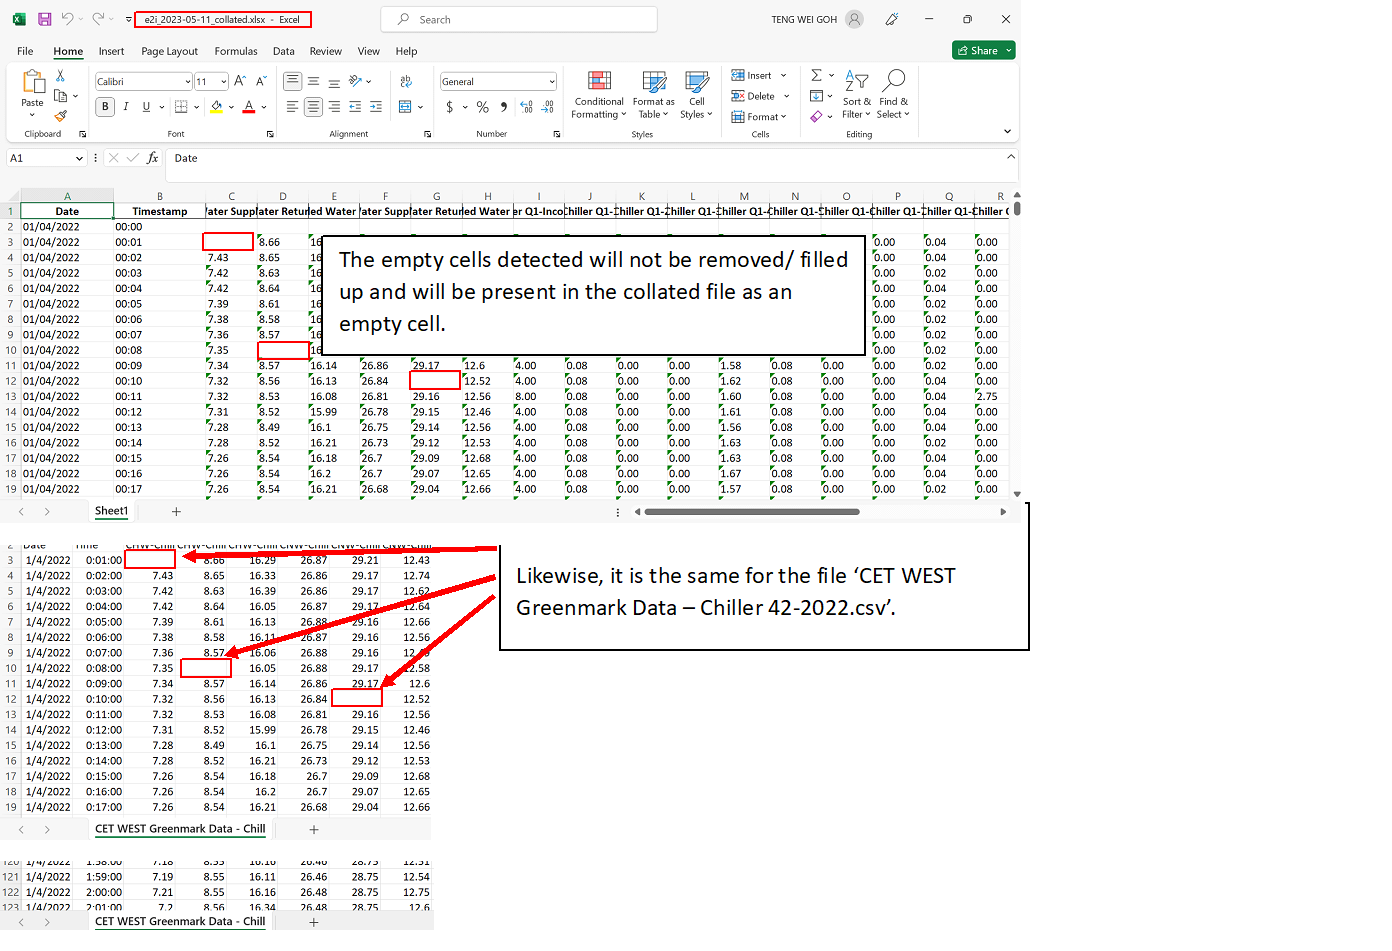 e2i_2023-05-11_collated.xlsx - Excel
Search
TENG WEI GOH
File Home Insert Page Layout Formulas Data Review View Help
Share
Paste
Calibri 11
B I U A
General
$ % 9 .00
Conditional Formatting
Format as Table
Cell Styles
Insert
Delete
Format
Sort & Filter
Find & Select
Clipboard Font Alignment Number Styles Cells Editing
A1 fx Date
A B C D E F G H I J K L M N O P Q R
1 Date Timestamp
2 01/04/2022 00:00
3 01/04/2022 00:01 8.66 16 0.00 0.04 0.00
4 01/04/2022 00:02 7.43 8.65 16 0.00 0.04 0.00
5 01/04/2022 00:03 7.42 8.63 16 0.00 0.02 0.00
6 01/04/2022 00:04 7.42 8.64 16 0.00 0.04 0.00
7 01/04/2022 00:05 7.39 8.61 16 0.00 0.02 0.00
8 01/04/2022 00:06 7.38 8.58 16 0.00 0.02 0.00
9 01/04/2022 00:07 7.36 8.57 16 0.00 0.02 0.00
10 01/04/2022 00:08 7.35 16 0.00 0.02 0.00
The empty cells detected will not be removed/ filled
up and will be present in the collated file as an
empty cell.
11 01/04/2022 00:09 7.34 8.57 16.14 26.86 29.17 12.6 4.00 0.08 0.00 0.00 1.58 0.08 0.00 0.00 0.02 0.00
12 01/04/2022 00:10 7.32 8.56 16.13 26.84 12.52 4.00 0.08 0.00 0.00 1.62 0.08 0.00 0.00 0.04 0.00
13 01/04/2022 00:11 7.32 8.53 16.08 26.81 29.16 12.56 8.00 0.08 0.00 0.00 1.60 0.08 0.00 0.00 0.04 2.75
14 01/04/2022 00:12 7.31 8.52 15.99 26.78 29.15 12.46 4.00 0.08 0.00 0.00 1.61 0.08 0.00 0.00 0.04 0.00
15 01/04/2022 00:13 7.28 8.49 16.1 26.75 29.14 12.56 4.00 0.08 0.00 0.00 1.56 0.08 0.00 0.00 0.02 0.00
16 01/04/2022 00:14 7.28 8.52 16.21 26.73 29.12 12.53 4.00 0.08 0.00 0.00 1.63 0.08 0.00 0.00 0.02 0.00
17 01/04/2022 00:15 7.26 8.54 16.18 26.7 29.09 12.68 4.00 0.08 0.00 0.00 1.63 0.08 0.00 0.00 0.04 0.00
18 01/04/2022 00:16 7.26 8.54 16.2 26.7 29.07 12.65 4.00 0.08 0.00 0.00 1.67 0.08 0.00 0.00 0.04 0.00
19 01/04/2022 00:17 7.26 8.54 16.21 26.68 29.04 12.66 4.00 0.08 0.00 0.00 1.57 0.08 0.00 0.00 0.02 0.00
Sheet1
3 1/4/2022 0:01:00 8.66 16.29 26.87 29.21 12.43
4 1/4/2022 0:02:00 7.43 8.65 16.33 26.86 29.17 12.74
5 1/4/2022 0:03:00 7.42 8.63 16.39 26.86 29.17 12.62
6 1/4/2022 0:04:00 7.42 8.64 16.05 26.87 29.17 12.64
7 1/4/2022 0:05:00 7.39 8.61 16.13 26.88 29.16 12.66
8 1/4/2022 0:06:00 7.38 8.58 16.11 26.87 29.16 12.56
9 1/4/2022 0:07:00 7.36 8.57 16.06 26.88 29.16
10 1/4/2022 0:08:00 7.35 16.05 26.88 29.17 12.58
11 1/4/2022 0:09:00 7.34 8.57 16.14 26.86 29.17 12.6
12 1/4/2022 0:10:00 7.32 8.56 16.13 26.84 12.52
13 1/4/2022 0:11:00 7.32 8.53 16.08 26.81 29.16 12.56
14 1/4/2022 0:12:00 7.31 8.52 15.99 26.78 29.15 12.46
15 1/4/2022 0:13:00 7.28 8.49 16.1 26.75 29.14 12.56
16 1/4/2022 0:14:00 7.28 8.52 16.21 26.73 29.12 12.53
17 1/4/2022 0:15:00 7.26 8.54 16.18 26.7 29.09 12.68
18 1/4/2022 0:16:00 7.26 8.54 16.2 26.7 29.07 12.65
19 1/4/2022 0:17:00 7.26 8.54 16.21 26.68 29.04 12.66
Likewise, it is the same for the file ‘CET WEST
Greenmark Data – Chiller 42-2022.csv’.
CET WEST Greenmark Data - Chill
120 1/4/2022 1:58:00 7.18 8.55 16.16 26.46 28.75 12.51
121 1/4/2022 1:59:00 7.19 8.55 16.11 26.46 28.75 12.54
122 1/4/2022 2:00:00 7.21 8.55 16.16 26.48 28.75 12.75
123 1/4/2022 2:01:00 7.2 8.56 16.34 26.48 28.75 12.6
CET WEST Greenmark Data - Chill